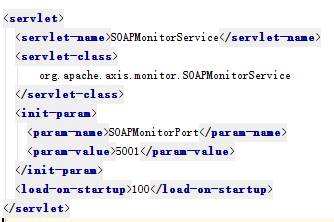 <servlet>
<servlet-name>SOAPMonitorService</servlet-name>
<servlet-class>
org.apache.axis.monitor.SOAPMonitorService
</servlet-class>
<init-param>
<param-name>SOAPMonitorPort</param-name>
<param-value>5001</param-value>
</init-param>
<load-on-startup>100</load-on-startup>
</servlet>